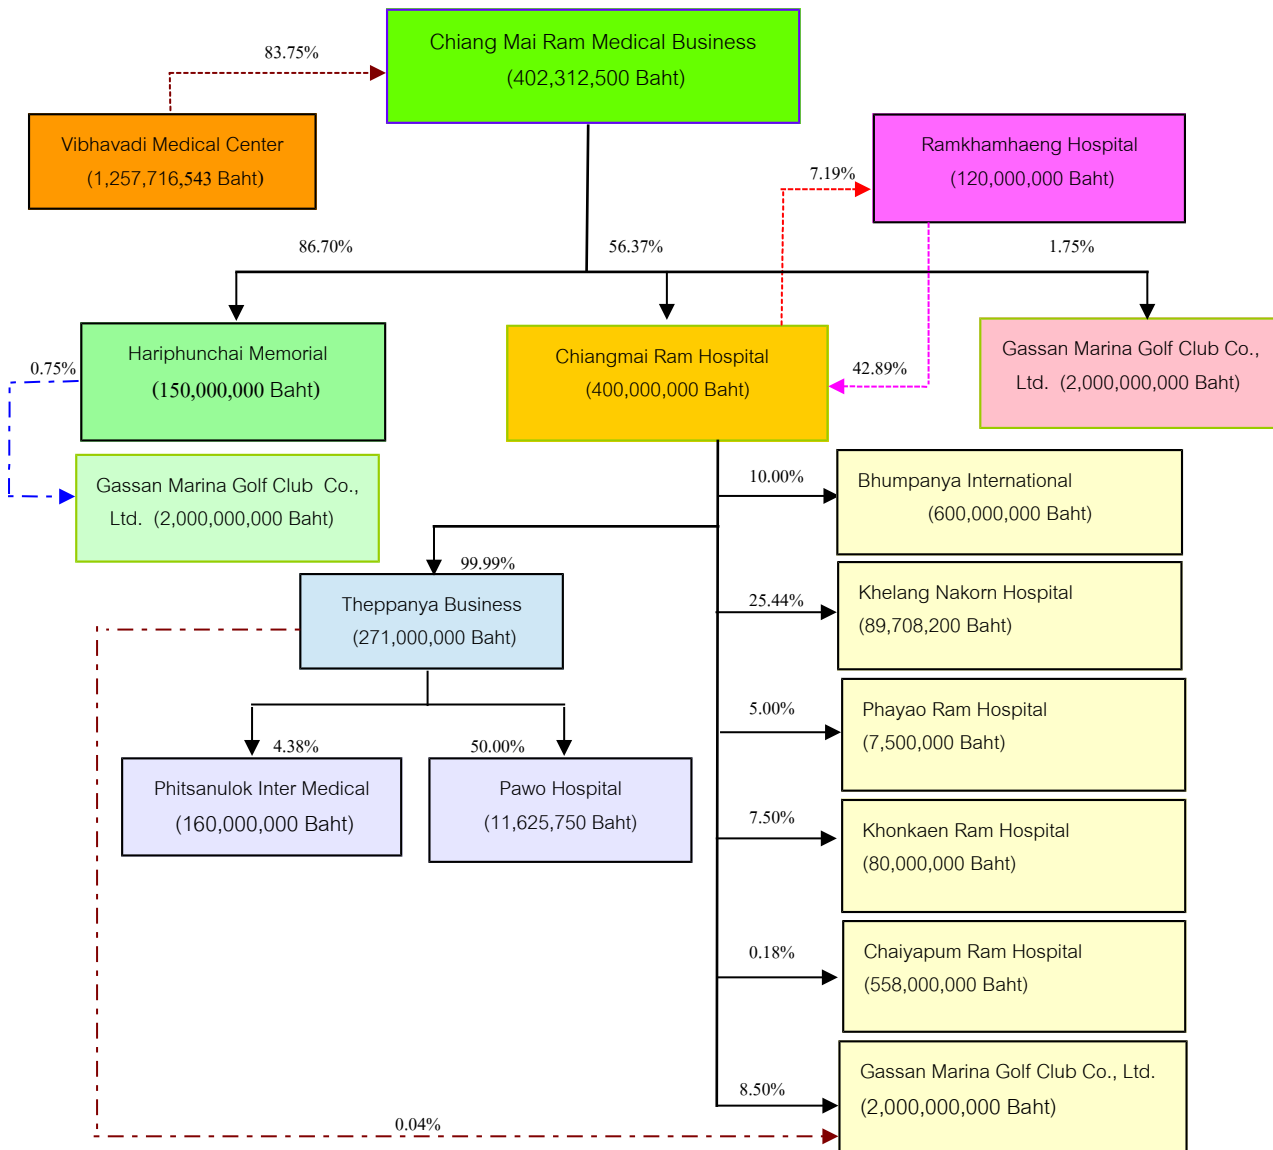 Chiang Mai Ram Medical Business
(402,312,500 Baht)
83.75%
Vibhavadi Medical Center
(1,257,716,543 Baht)
Ramkhamhaeng Hospital
(120,000,000 Baht)
7.19%
86.70%
56.37%
1.75%
Hariphunchai Memorial
(150,000,000 Baht)
0.75%
Chiangmai Ram Hospital
(400,000,000 Baht)
42.89%
Gassan Marina Golf Club Co.,
Ltd. (2,000,000,000 Baht)
Gassan Marina Golf Club Co.,
Ltd. (2,000,000,000 Baht)
10.00%
Bhumpanya International
(600,000,000 Baht)
99.99%
Theppanya Business
(271,000,000 Baht)
25.44%
Khelang Nakorn Hospital
(89,708,200 Baht)
5.00%
Phayao Ram Hospital
(7,500,000 Baht)
4.38%
50.00%
Phitsanulok Inter Medical
(160,000,000 Baht)
Pawo Hospital
(11,625,750 Baht)
7.50%
Khonkaen Ram Hospital
(80,000,000 Baht)
0.18%
Chaiyapum Ram Hospital
(558,000,000 Baht)
8.50%
Gassan Marina Golf Club Co., Ltd.
(2,000,000,000 Baht)
0.04%